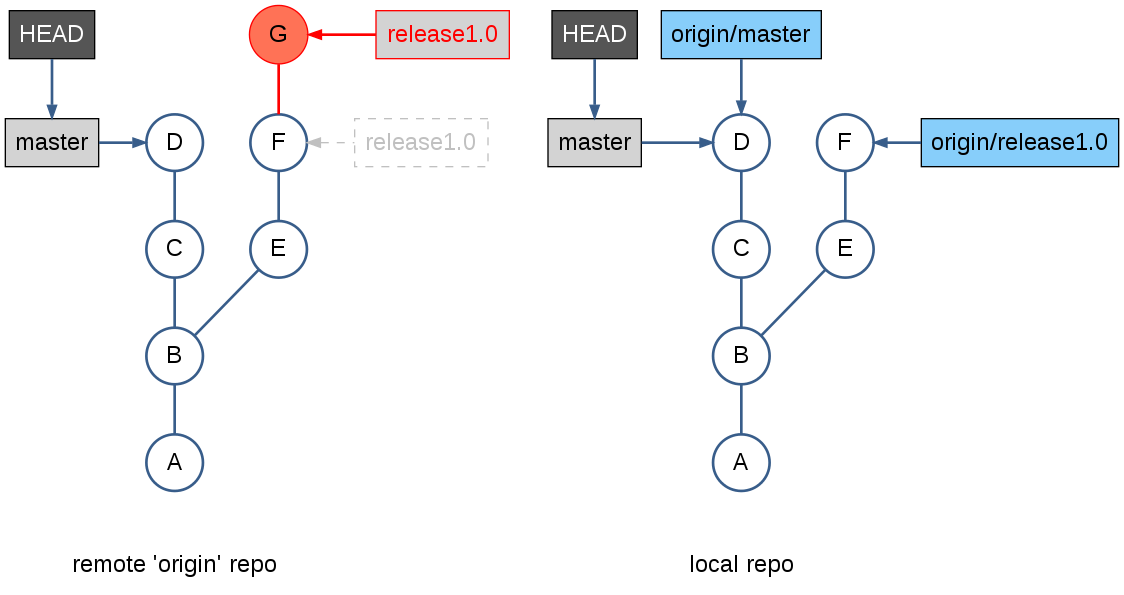 HEAD
G
release1.0
master
D
F
release1.0
C
E
B
A
remote 'origin' repo
HEAD
origin/master
master
D
F
origin/release1.0
C
E
B
A
local repo